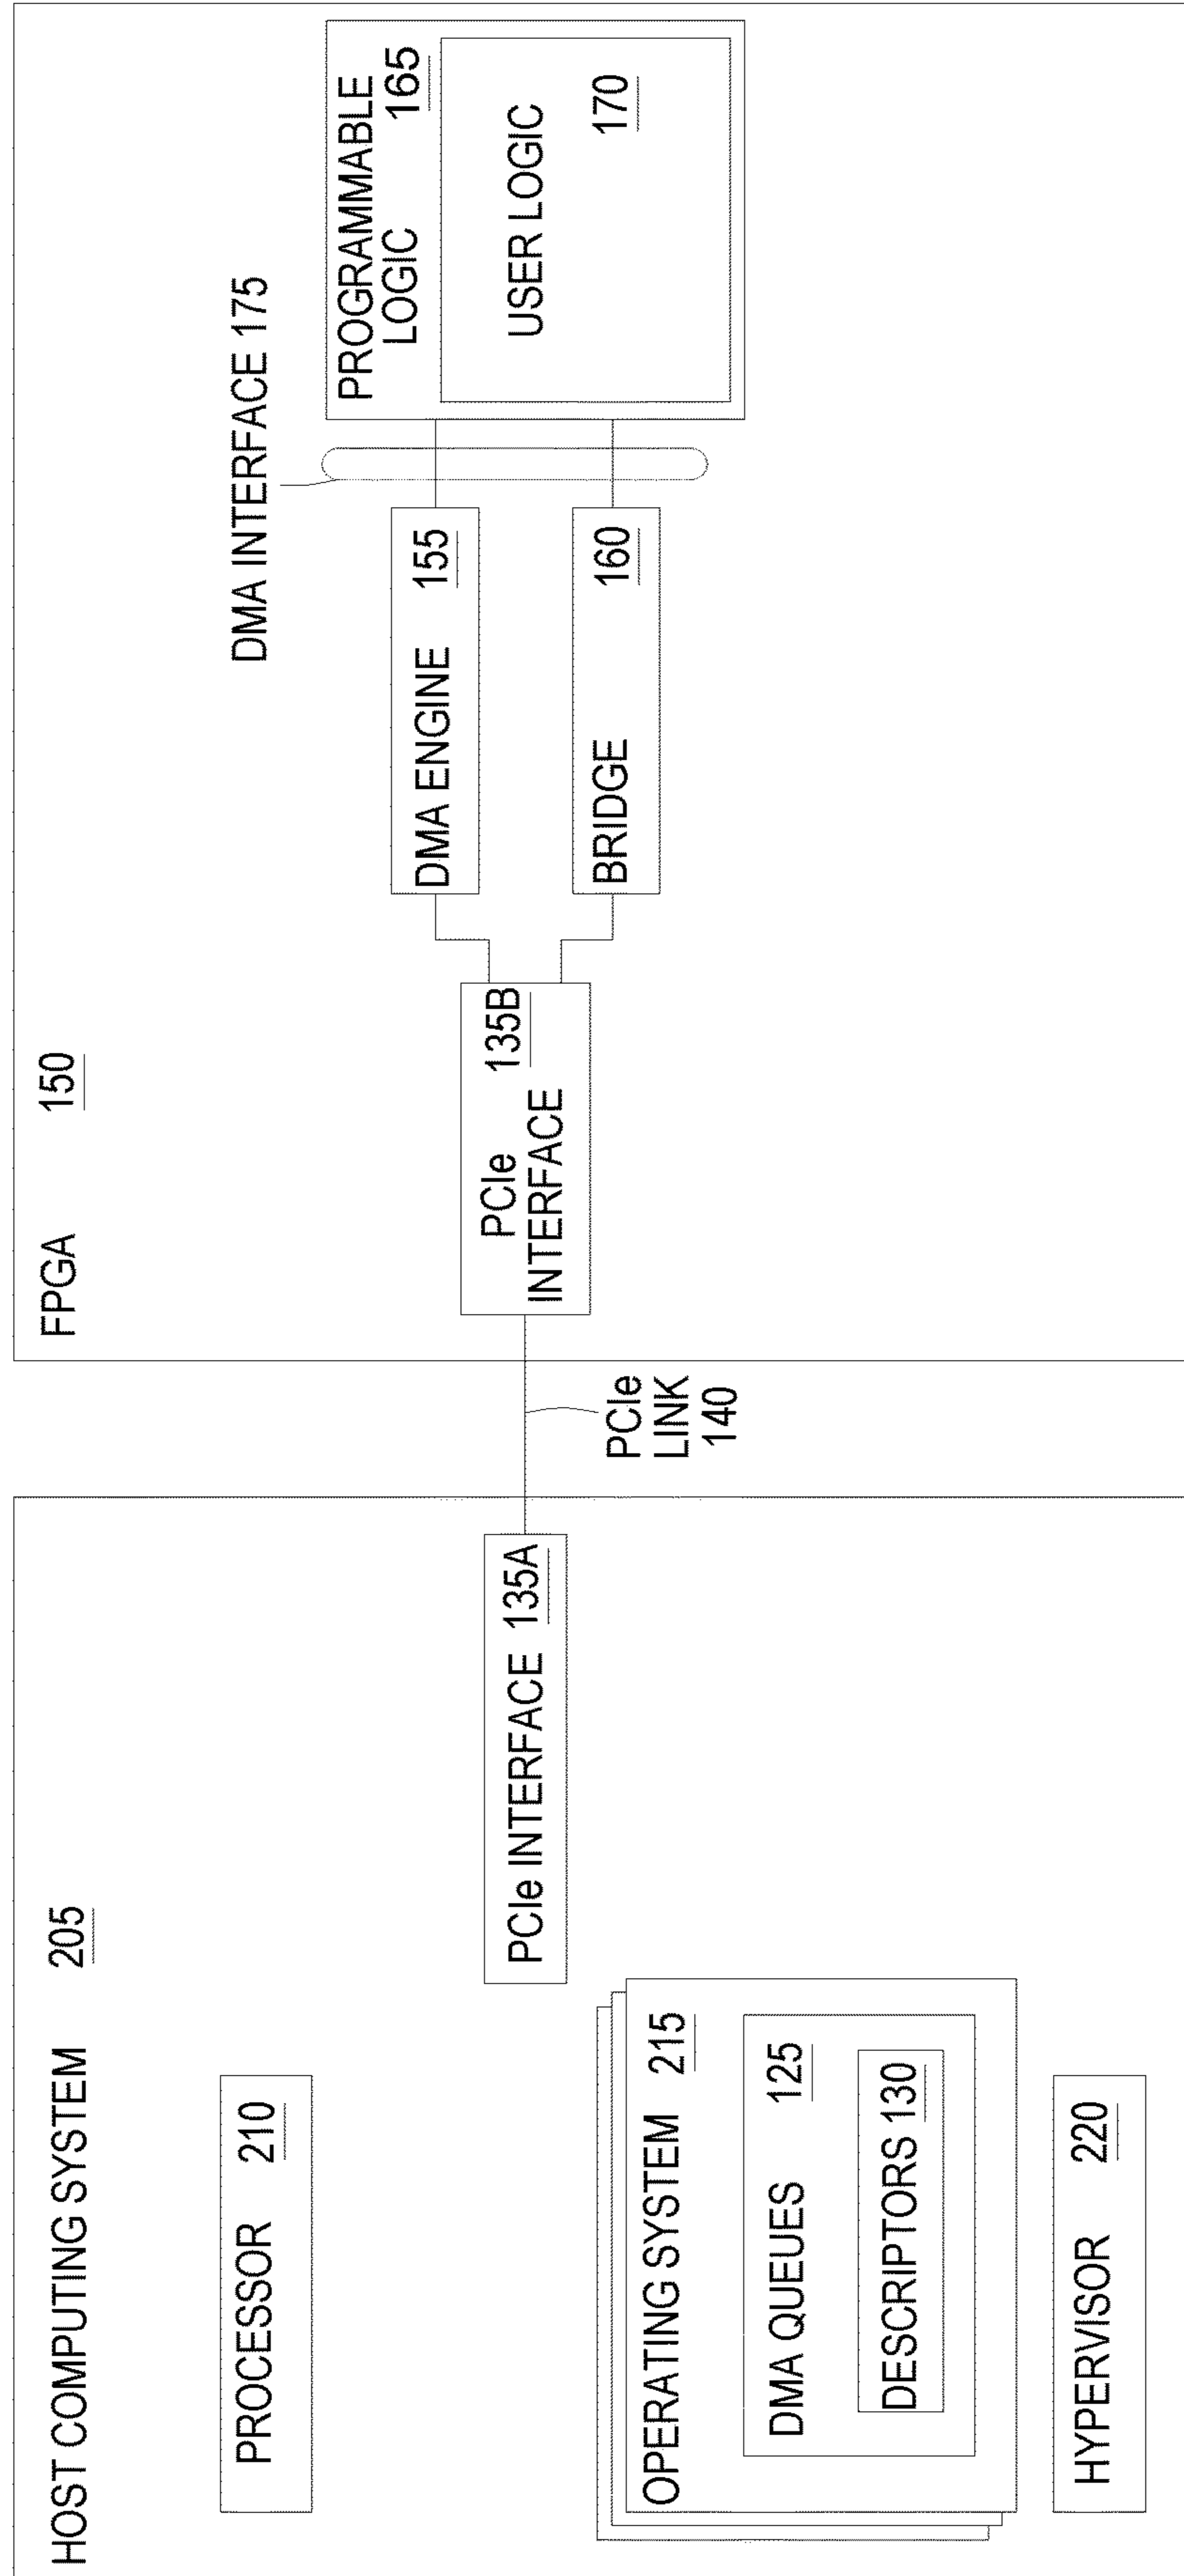 HOST COMPUTING SYSTEM 205
PROCESSOR 210
PCIe INTERFACE 135A
OPERATING SYSTEM 215
DMA QUEUES 125
DESCRIPTORS 130
HYPERVISOR 220
PCIe
LINK
140
FPGA 150
PCIe 135B
INTERFACE
DMA ENGINE 155
BRIDGE 160
DMA INTERFACE 175
PROGRAMMABLE
LOGIC 165
USER LOGIC
170